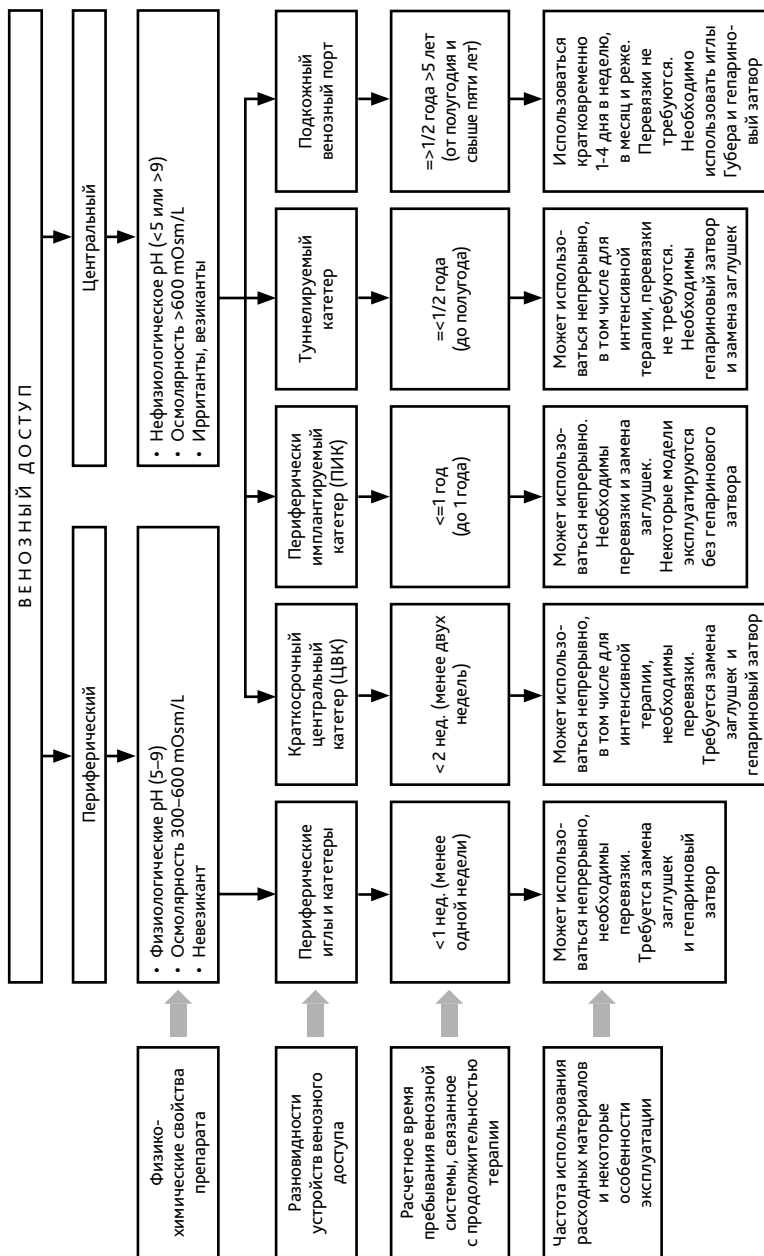 ВЕНОЗНЫЙ ДОСТУП
Периферический
Центральный
Физико-
химические свойства
препарата
• Физиологические pH (5–9)
• Осмолярность 300–600 mOsm/L
• Невезикант
• Нефизиологическое pH (<5 или >9)
• Осмолярность >600 mOsm/L
• Ирританты, везиканты
Разновидности
устройств венозного
доступа
Периферические
иглы и катетеры
Краткосрочный
центральный
катетер (ЦВК)
Периферически
имплантируемый
катетер (ПИК)
Туннелируемый
катетер
Подкожный
венозный порт
Расчетное время
пребывания венозной
системы, связанное
с продолжительностью
терапии
<1 нед. (менее
одной недели)
< 2 нед. (менее двух
недель)
<=1 год
(до 1 года)
=<1/2 года
(до полугода)
=>1/2 года >5 лет
(от полугодия и
свыше пяти лет)
Частота использования
расходных материалов
и некоторые
особенности
эксплуатации
Может использо-
ваться непрерывно,
необходимы
перевязки.
Требуется замена
заглушек
и гепариновый
затвор
Может использо-
ваться непрерывно,
в том числе для
интенсивной
терапии,
необходимы
перевязки.
Требуется замена
заглушек и
гепариновый затвор
Может использо-
ваться непрерывно.
Необходимы
перевязки и замена
заглушек.
Некоторые модели
эксплуатируются
без гепаринового
затвора
Может использо-
ваться непрерывно,
в том числе для
интенсивной
терапии, перевязки
не требуются.
Необходимы
гепариновый затвор
и замена заглушек
Использоваться
кратковременно
1-4 дня в неделю,
в месяц и реже.
Перевязки не
требуются.
Необходимо
использовать иглы
Губера и гепарино-
вый затвор